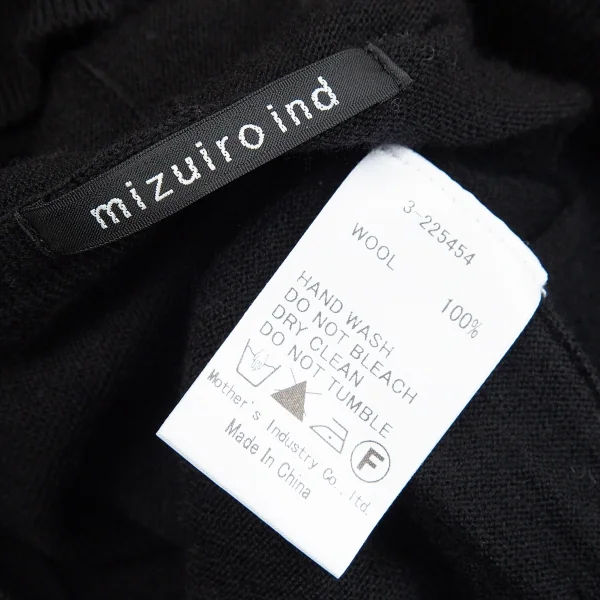 mizuiro ind
3-225454
WOOL 100%
HAND WASH
DO NOT BLEACH
DRY CLEAN
DO NOT TUMBLE
F
Mother's Industry Co., ltd.
Made In China